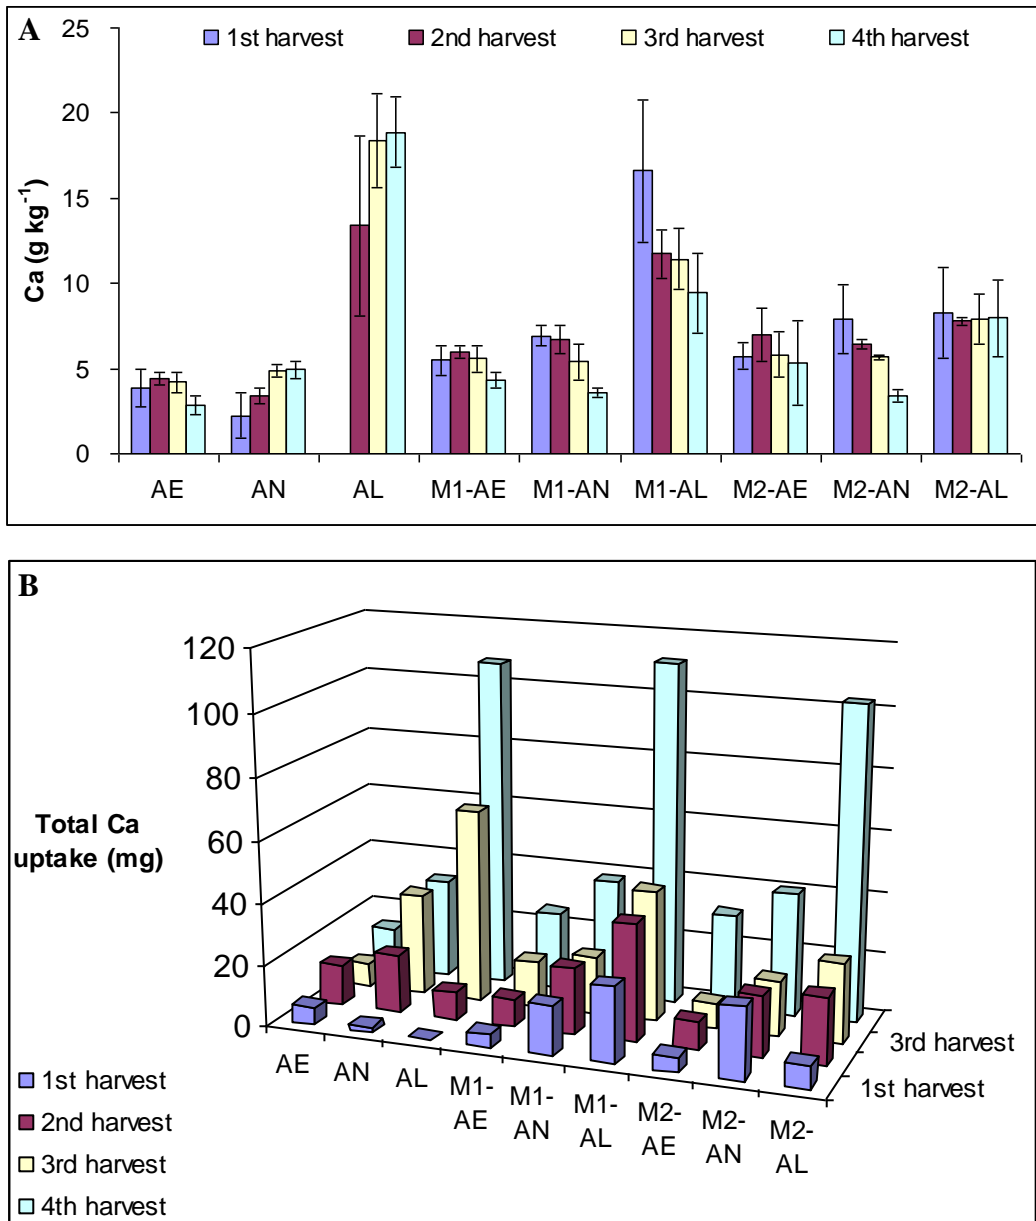 A
25
1st harvest 2nd harvest 3rd harvest 4th harvest
20
15
10
5
0
Ca (g kg⁻¹)
AE AN AL M1-AE M1-AN M1-AL M2-AE M2-AN M2-AL
B
120
100
80
60
40
20
0
Total Ca
uptake (mg)
3rd harvest
1st harvest
AE
AN
AL
M1-
AE
M1-
AN
M1-
AL
M2-
AE
M2-
AN
M2-
AL
1st harvest
2nd harvest
3rd harvest
4th harvest